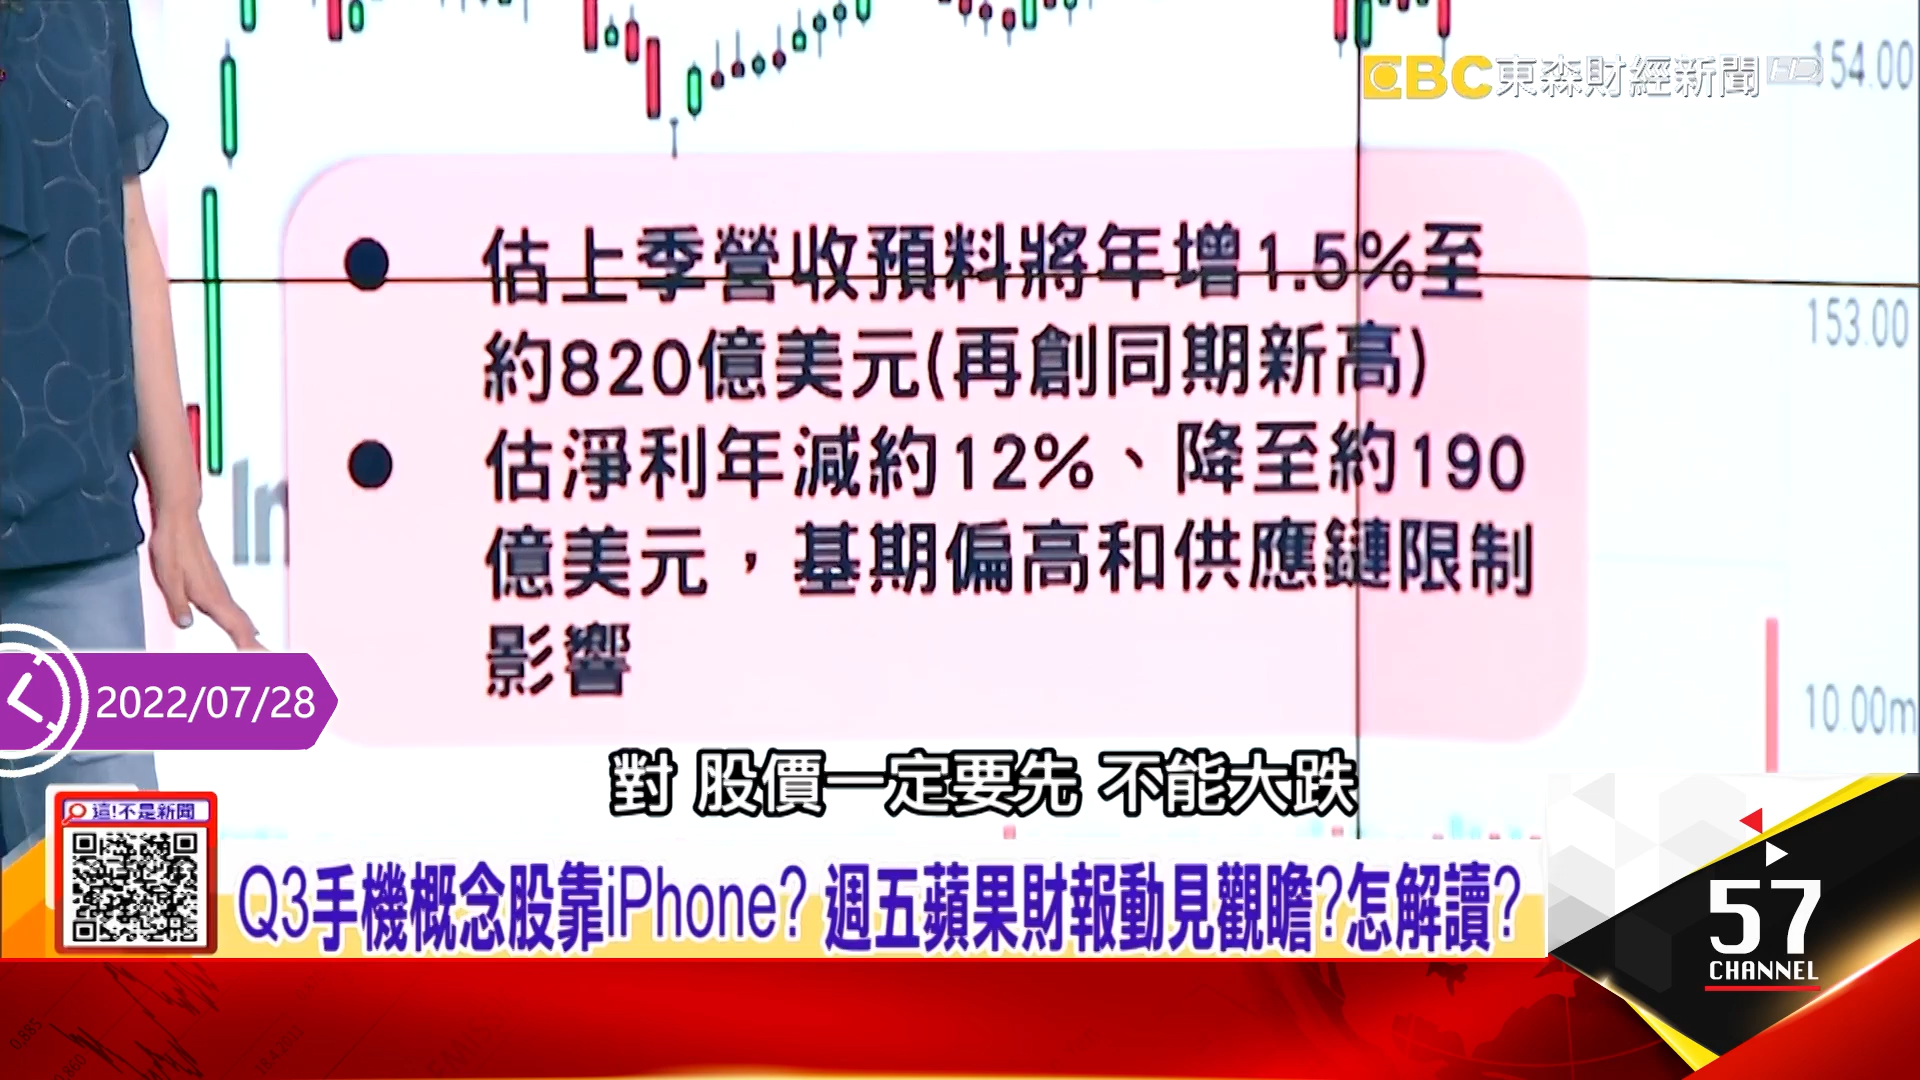 EBC 東森財經新聞 HD
154.00
估上季營收預料將年增1.5%至
約820億美元(再創同期新高)
估淨利年減約12%、降至約190
億美元，基期偏高和供應鏈限制
影響
153.00
In
10.00m
2022/07/28
對 股價一定要先 不能大跌
這!不是新聞
Q3手機概念股靠iPhone? 週五蘋果財報動見觀瞻?怎解讀?
57
CHANNEL